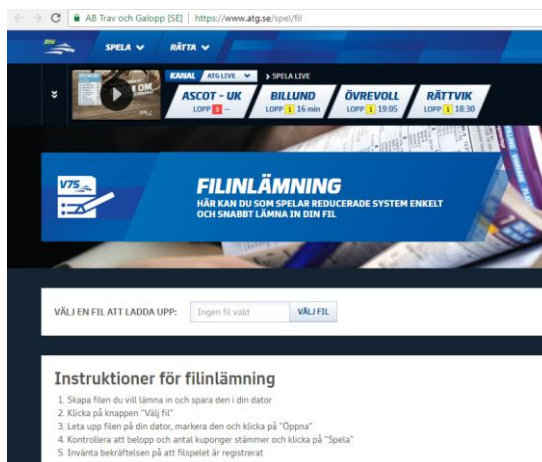 AB Trav och Galopp [SE] | https://www.atg.se/spel/fil
SPELA RÄTTA
KANAL ATG LIVE > SPELA LIVE
ASCOT - UK BILLUND ÖVREVOLL RÄTTVIK
LOPP 3 -- LOPP 1 16 min LOPP 1 19:05 LOPP 1 18:30
V75
FILINLÄMNING
HÄR KAN DU SOM SPELAR REDUCERADE SYSTEM ENKELT
OCH SNABBT LÄMNA IN DIN FIL
VÄLJ EN FIL ATT LADDA UPP: Ingen fil vald VÄLJ FIL
Instruktioner för filinlämning
1. Skapa filen du vill lämna in och spara den i din dator
2. Klicka på knappen "Välj fil"
3. Leta upp filen på din dator, markera den och klicka på "Öppna"
4. Kontrollera att belopp och antal kuponger stämmer och klicka på "Spela"
5. Invänta bekräftelsen på att filspelet är registrerat